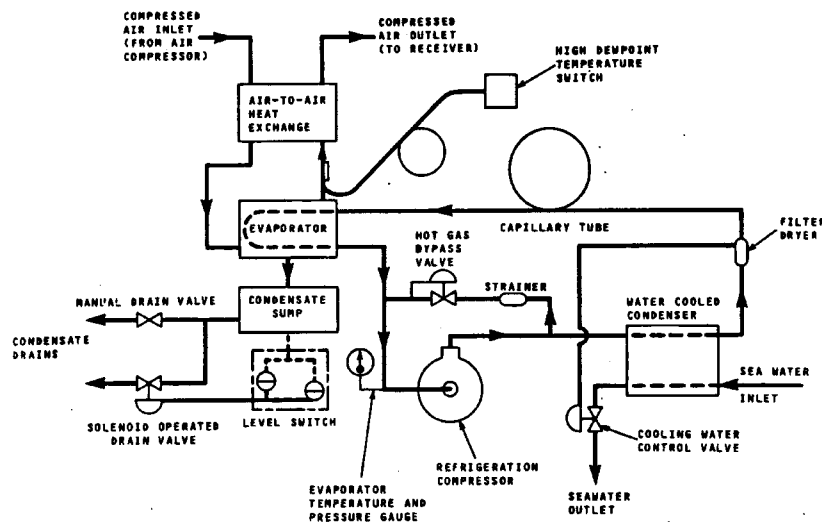 COMPRESSED
AIR INLET
(FROM AIR
COMPRESSOR)
COMPRESSED
AIR OUTLET
(TO RECEIVER)
HIGH DEWPOINT
TEMPERATURE
SWITCH
AIR-TO-AIR
HEAT
EXCHANGE
EVAPORATOR
CAPILLARY TUBE
FILTER
DRYER
HOT GAS
BYPASS
VALVE
STRAINER
WATER COOLED
CONDENSER
MANUAL DRAIN VALVE
CONDENSATE
SUMP
CONDENSATE
DRAINS
SEA WATER
INLET
SOLENOID OPERATED
DRAIN VALVE
LEVEL SWITCH
COOLING WATER
CONTROL VALVE
REFRIGERATION
COMPRESSOR
EVAPORATOR
TEMPERATURE AND
PRESSURE GAUGE
SEAWATER
OUTLET